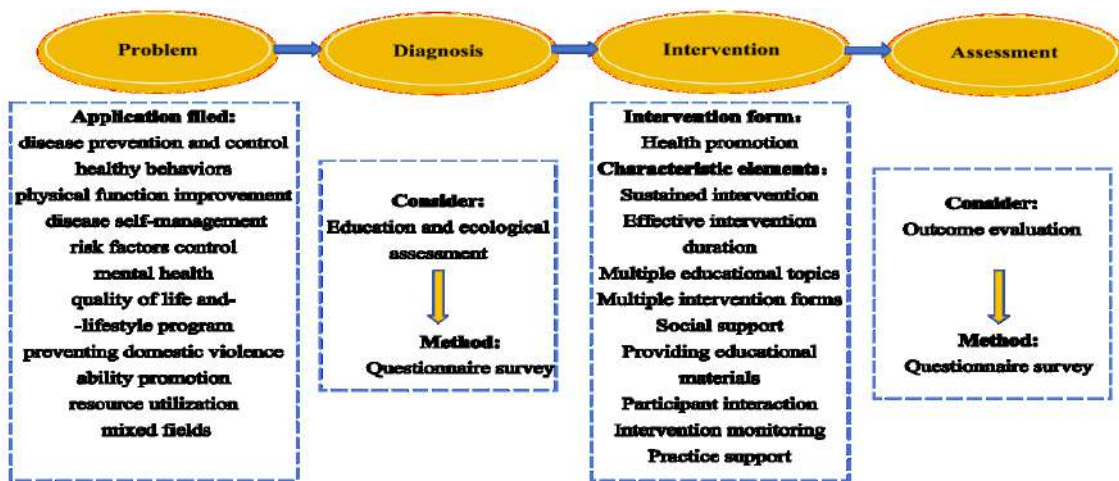 Problem
Diagnosis
Intervention
Assessment
Application filed:
disease prevention and control
healthy behaviors
physical function improvement
disease self-management
risk factors control
mental health
quality of life and-
-lifestyle program
preventing domestic violence
ability promotion
resource utilization
mixed fields
Consider:
Education and ecological
assessment
Method:
Questionnaire survey
Intervention form:
Health promotion
Characteristic elements:
Sustained intervention
Effective intervention
duration
Multiple educational topics
Multiple intervention forms
Social support
Providing educational
materials
Participant interaction
Intervention monitoring
Practice support
Consider:
Outcome evaluation
Method:
Questionnaire survey